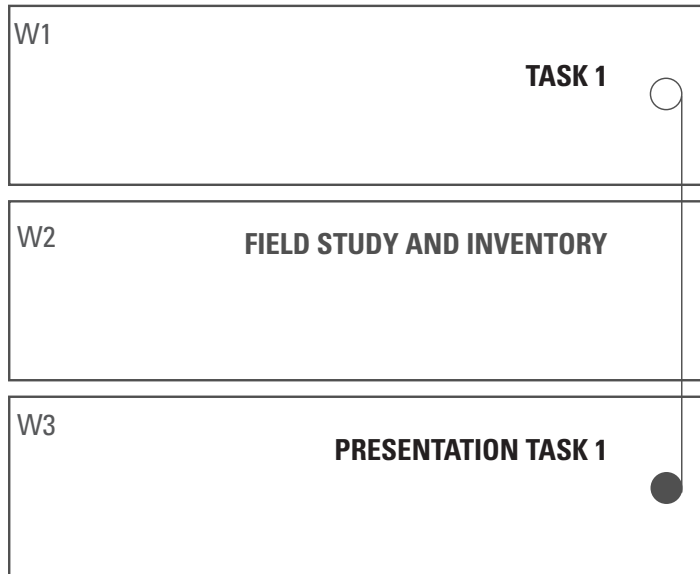 W1
TASK 1
W2
FIELD STUDY AND INVENTORY
W3
PRESENTATION TASK 1